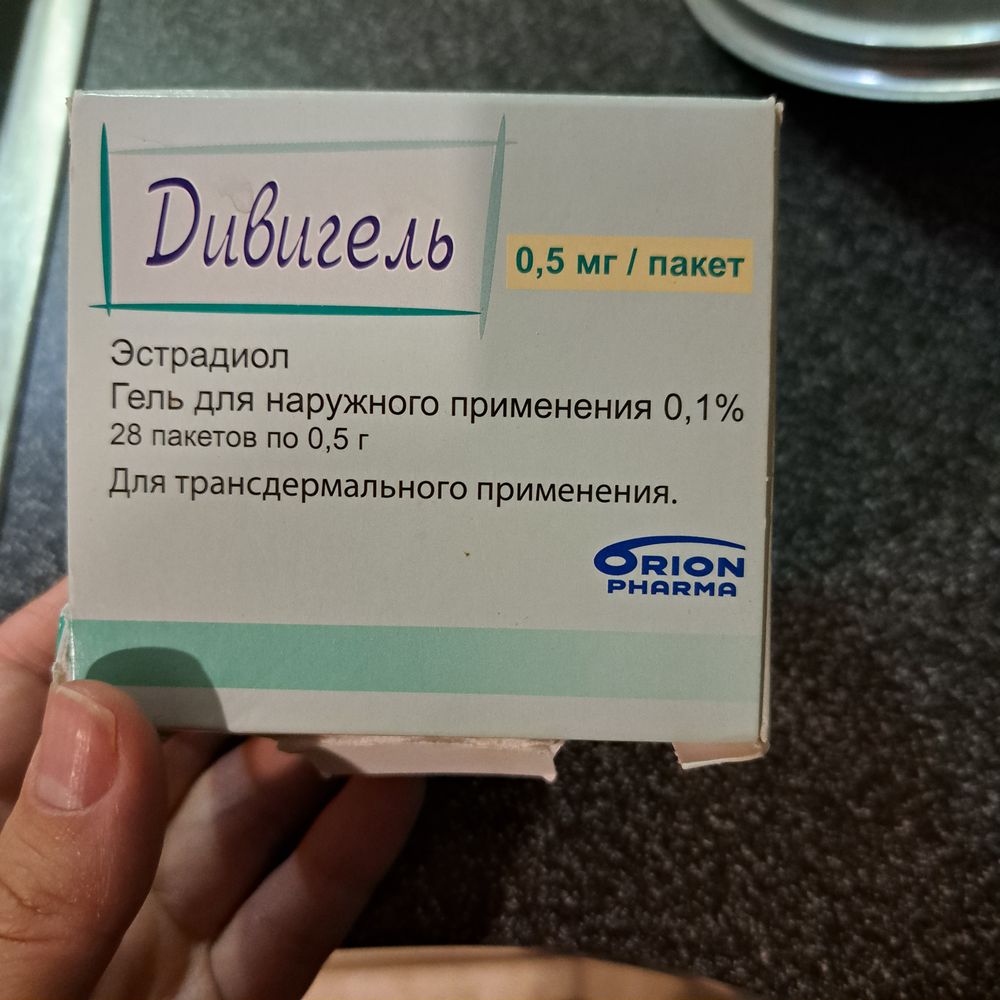 Дивигель
0,5 мг / пакет
Эстрадиол
Гель для наружного применения 0,1%
28 пакетов по 0,5 г
Для трансдермального применения.
ORION
PHARMA